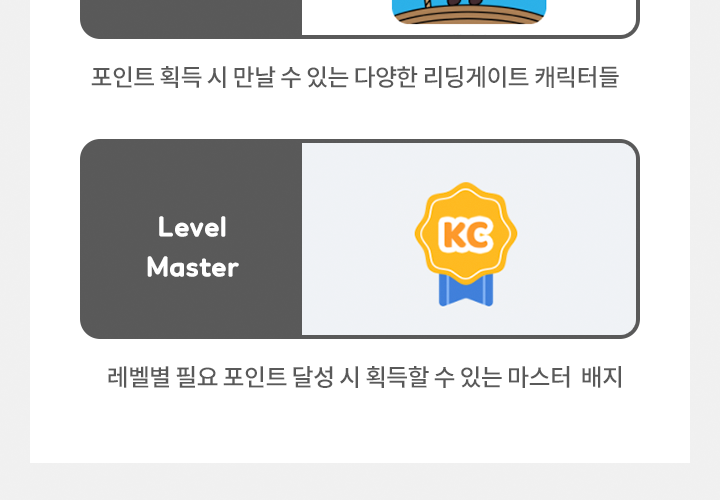 포인트 획득 시 만날 수 있는 다양한 리딩게이트 캐릭터들
Level
Master
KC
레벨별 필요 포인트 달성 시 획득할 수 있는 마스터 배지